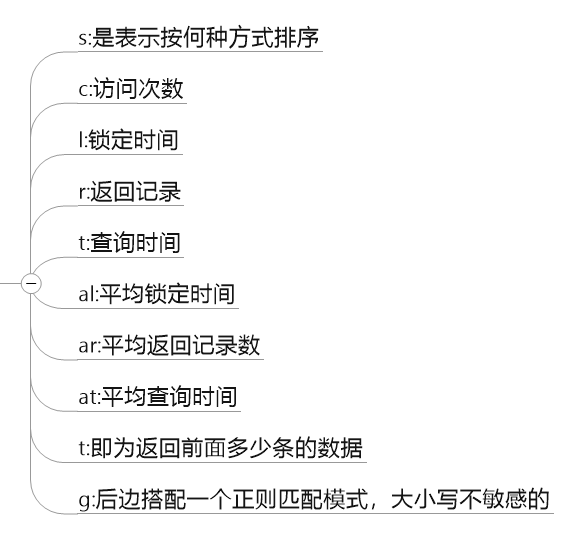 s:是表示按何种方式排序
c:访问次数
l:锁定时间
r:返回记录
t:查询时间
al:平均锁定时间
ar:平均返回记录数
at:平均查询时间
t:即为返回前面多少条的数据
g:后边搭配一个正则匹配模式，大小写不敏感的